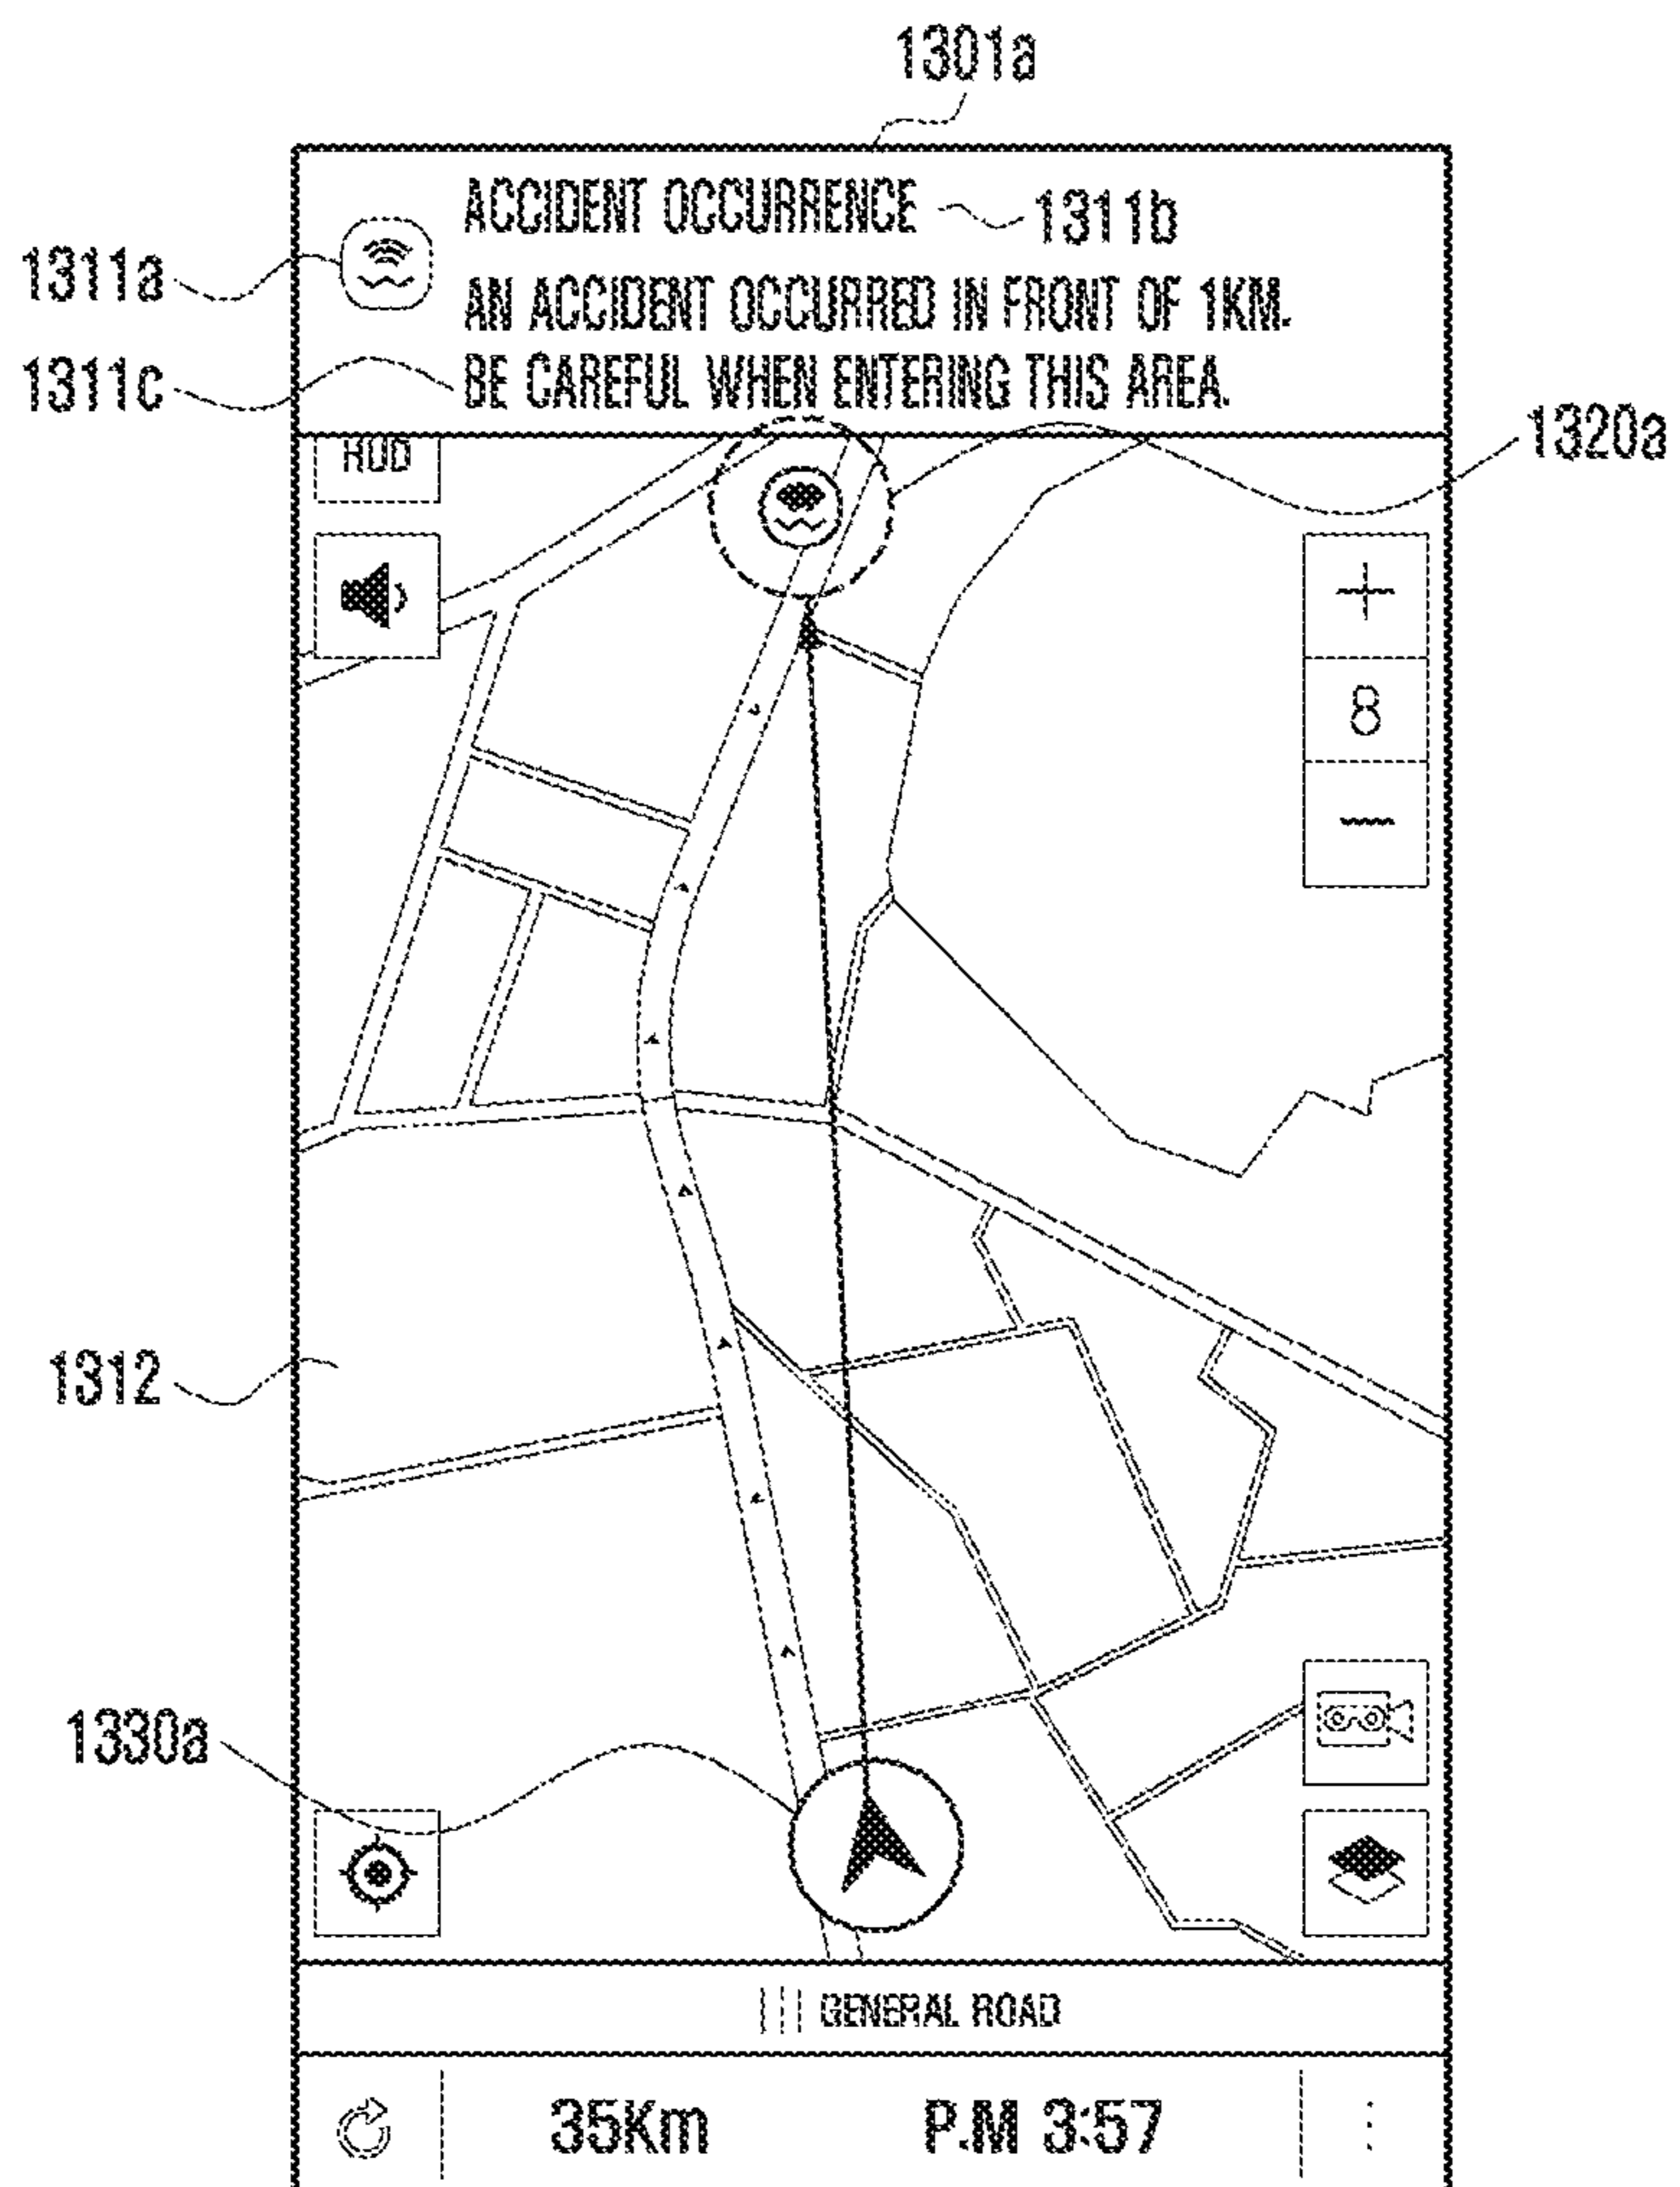 1301a
ACCIDENT OCCURRENCE
1311b
1311a
AN ACCIDENT OCCURRED IN FRONT OF 1KM.
1311c
BE CAREFUL WHEN ENTERING THIS AREA.
1320a
HUD
8
1312
1330a
GENERAL ROAD
35Km
P.M 3:57